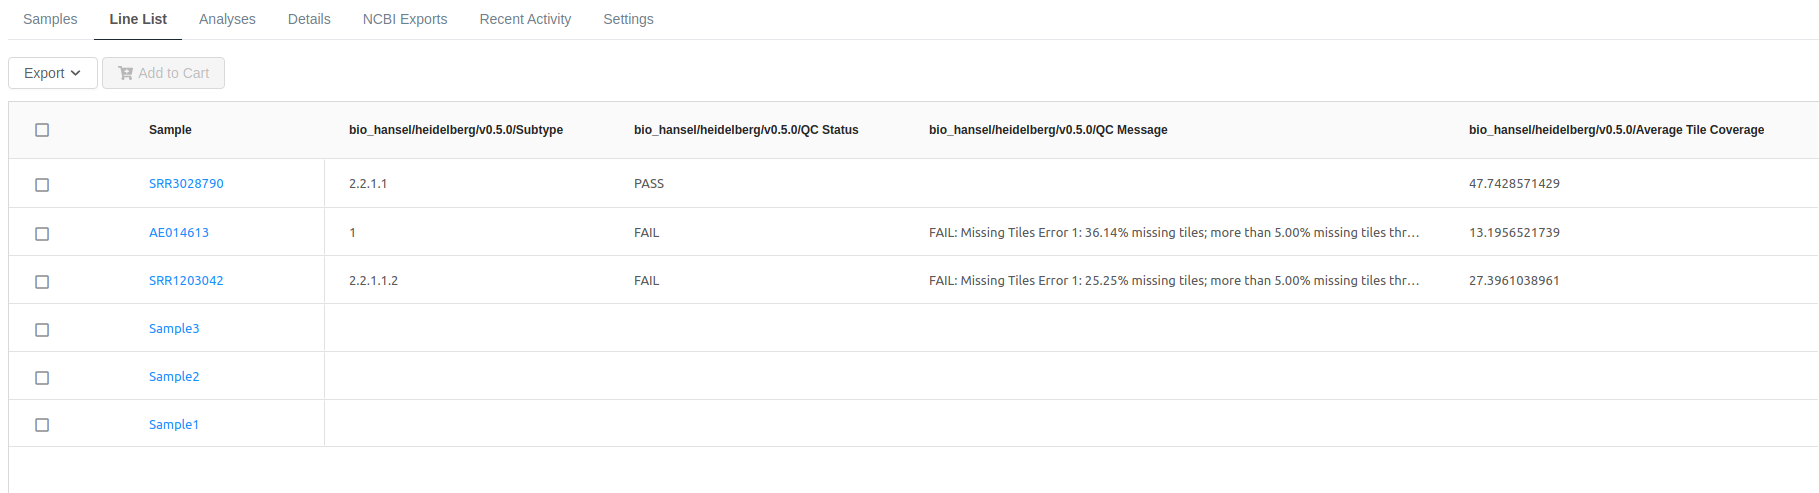 Samples Line List Analyses Details NCBI Exports Recent Activity Settings
Export Add to Cart
Sample bio_hansel/heidelberg/v0.5.0/Subtype bio_hansel/heidelberg/v0.5.0/QC Status bio_hansel/heidelberg/v0.5.0/QC Message bio_hansel/heidelberg/v0.5.0/Average Tile Coverage
SRR3028790 2.2.1.1 PASS 47.7428571429
AE014613 1 FAIL FAIL: Missing Tiles Error 1: 36.14% missing tiles; more than 5.00% missing tiles thr... 13.1956521739
SRR1203042 2.2.1.1.2 FAIL FAIL: Missing Tiles Error 1: 25.25% missing tiles; more than 5.00% missing tiles thr... 27.3961038961
Sample3
Sample2
Sample1